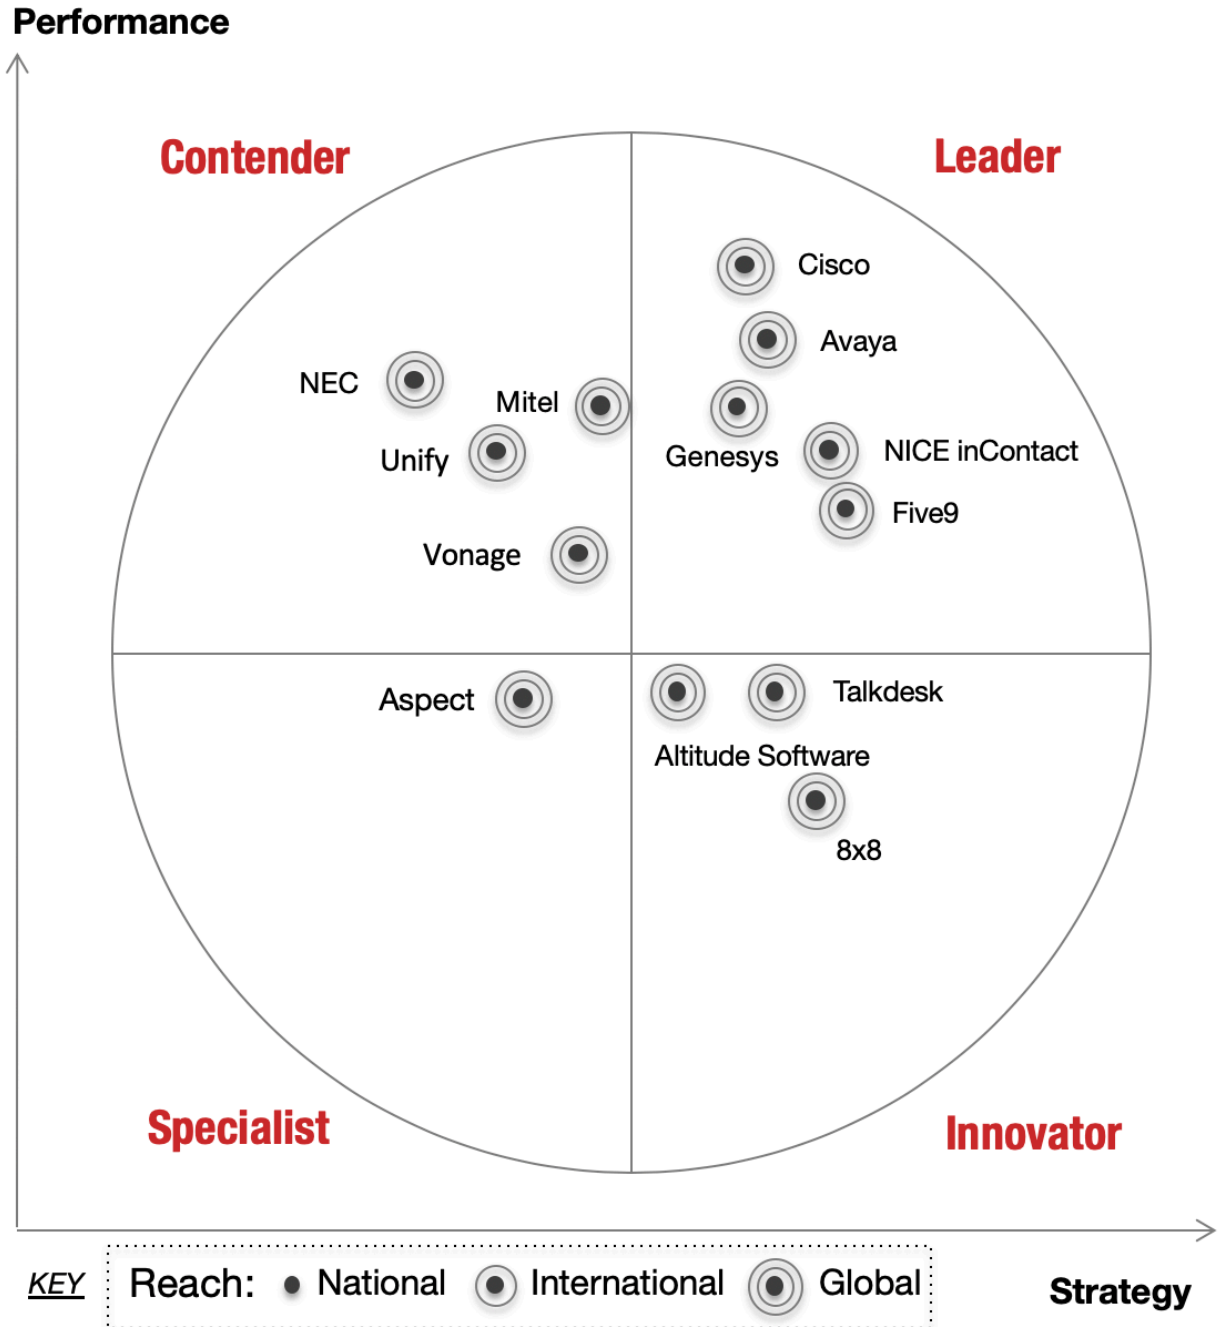 Performance
Contender
Leader
Cisco
Avaya
NEC
Mitel
Genesys
NICE inContact
Unify
Five9
Vonage
Aspect
Talkdesk
Altitude Software
8x8
Specialist
Innovator
KEY Reach: National International Global
Strategy